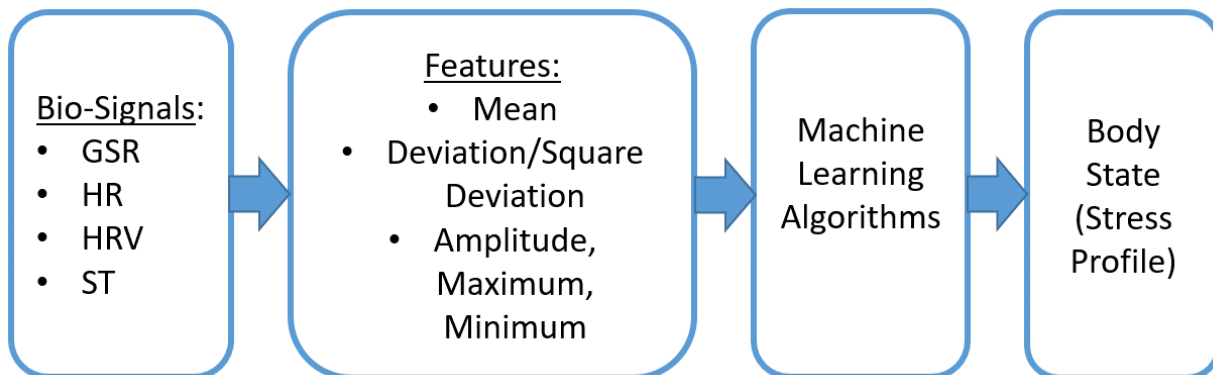 Bio-Signals:
• GSR
• HR
• HRV
• ST
Features:
• Mean
• Deviation/Square
Deviation
• Amplitude,
Maximum,
Minimum
Machine
Learning
Algorithms
Body
State
(Stress
Profile)